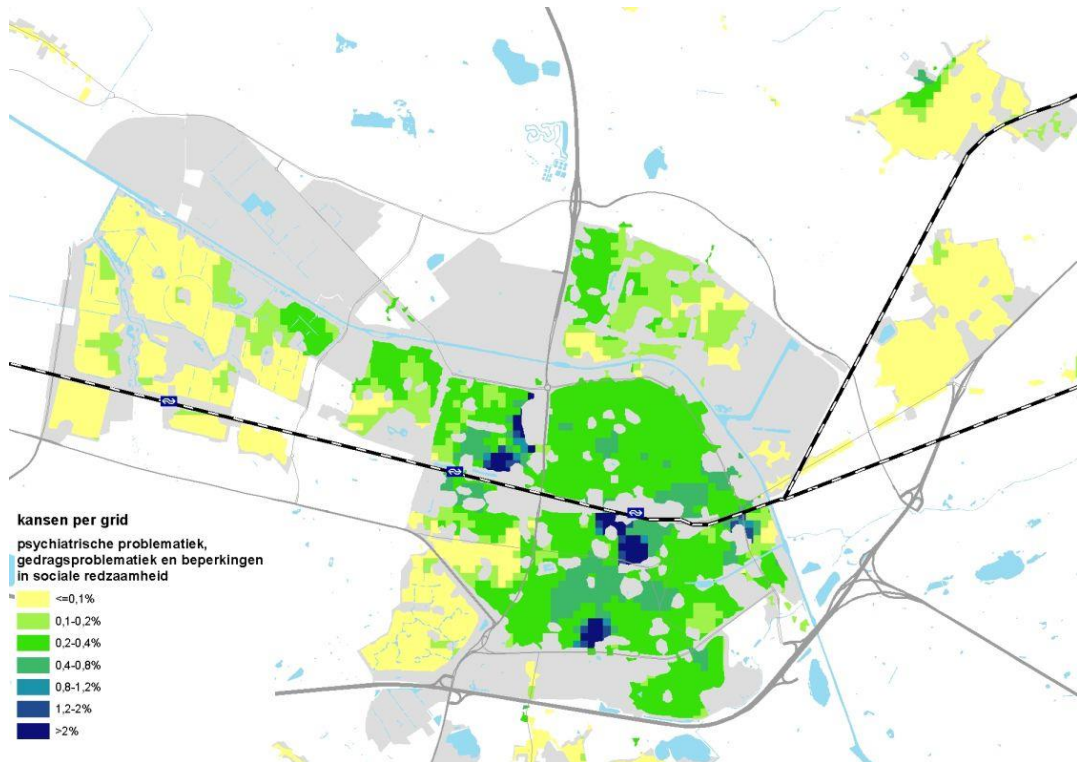 kansen per grid
psychiatrische problematiek,
gedragsproblematiek en beperkingen
in sociale redzaamheid
<=0,1%
0,1-0,2%
0,2-0,4%
0,4-0,8%
0,8-1,2%
1,2-2%
>2%